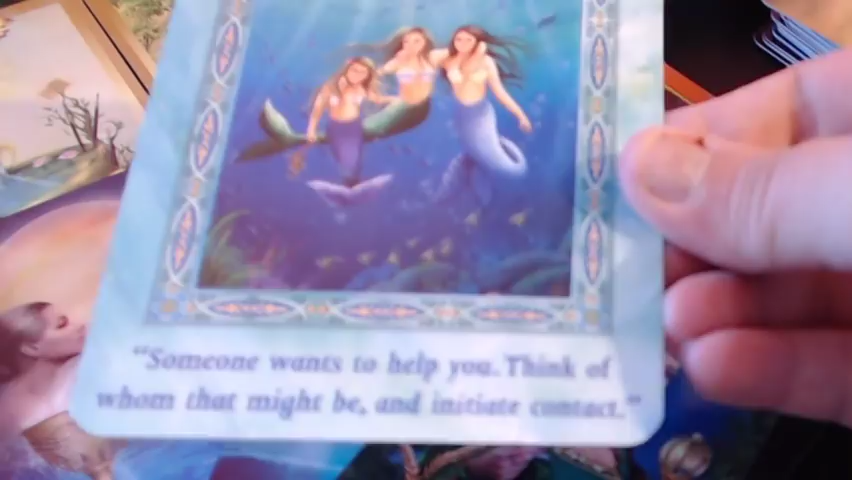 "Someone wants to help you. Think of
whom that might be, and initiate contact."